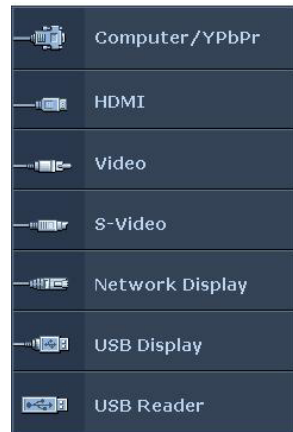 Computer/YPbPr
HDMI
Video
S-Video
Network Display
USB Display
USB Reader